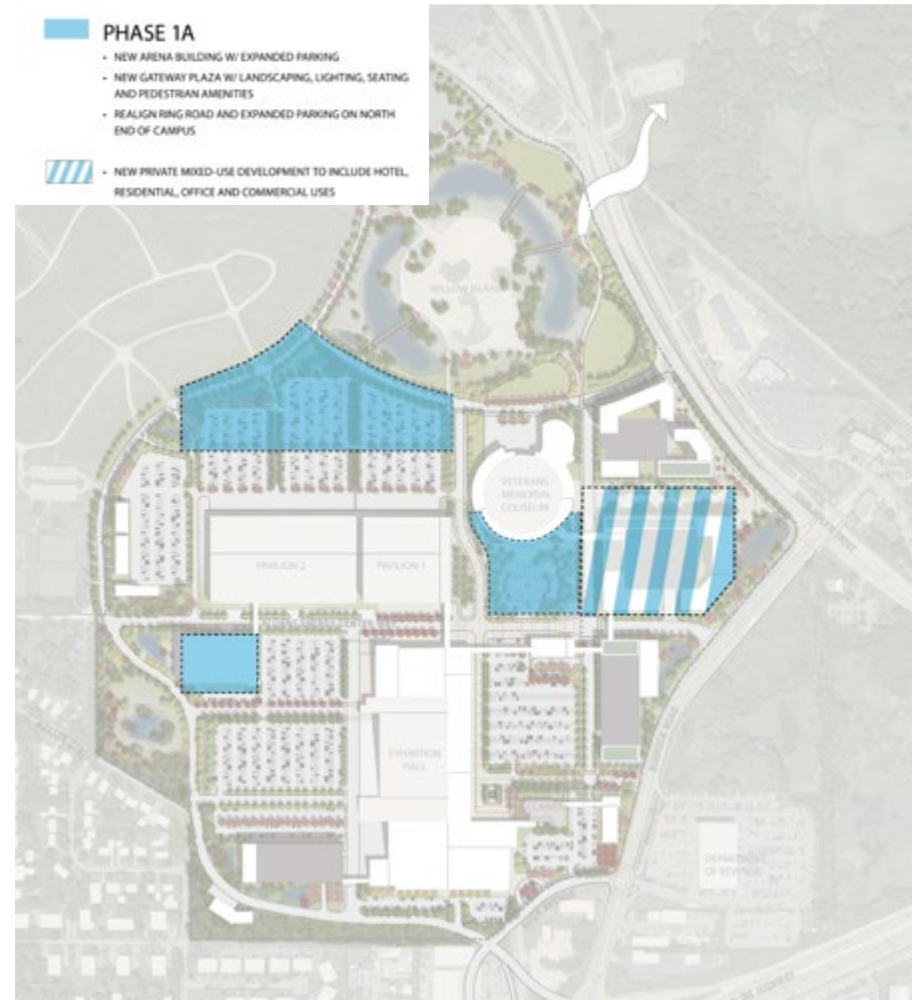 PHASE 1A
• NEW ARENA BUILDING W/ EXPANDED PARKING
• NEW GATEWAY PLAZA W/ LANDSCAPING, LIGHTING, SEATING
AND PEDESTRIAN AMENITIES
• REALIGN RING ROAD AND EXPANDED PARKING ON NORTH
END OF CAMPUS
• NEW PRIVATE MIXED-USE DEVELOPMENT TO INCLUDE HOTEL,
RESIDENTIAL, OFFICE AND COMMERCIAL USES
WILLOW ISLAND
VETERANS
MEMORIAL
COLISEUM
PAVILION 2
PAVILION 1
EXHIBITION
HALL
DEPARTMENT
OF REVENUE